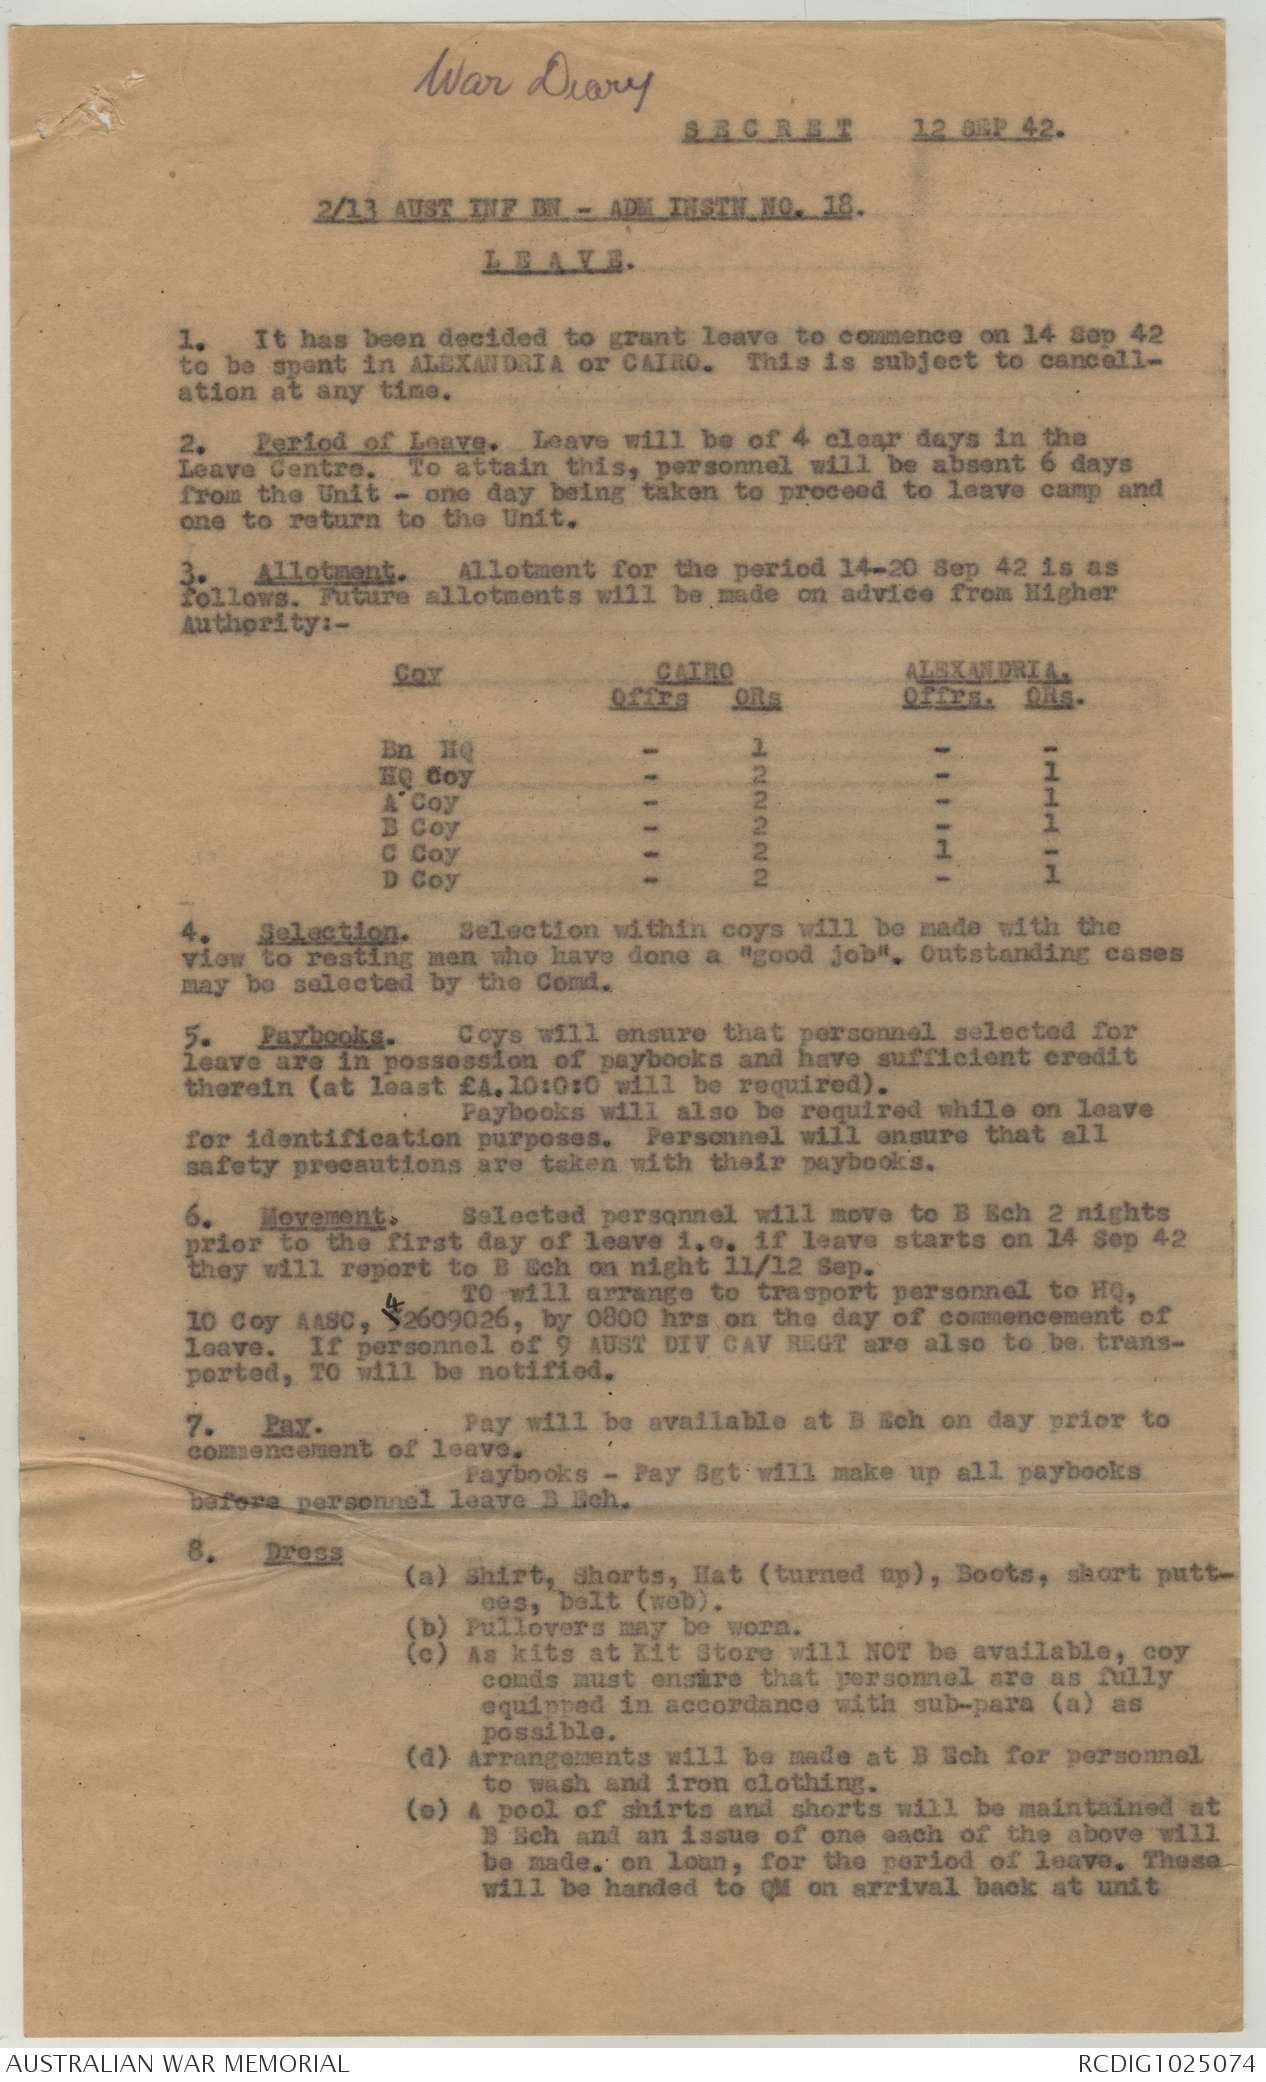 War Diary
SECRET 12 SEP 42.
2/13 AUST INF BN - ADM INSTN NO. 18.
LEAVE.
1. It has been decided to grant leave to commence on 14 Sep 42
to be spent in ALEXANDRIA or CAIRO. This is subject to cancell-
ation at any time.
2. Period of Leave. Leave will be of 4 clear days in the
Leave Centre. To attain this, personnel will be absent 6 days
from the Unit - one day being taken to proceed to leave camp and
one to return to the Unit.
3. Allotment. Allotment for the period 14-20 Sep 42 is as
follows. Future allotments will be made on advice from Higher
Authority:-
Coy CAIRO ALEXANDRIA.
Offrs ORs Offrs. ORs.
Bn HQ - 1 - -
HQ Coy - 2 - 1
A Coy - 2 - 1
B Coy - 2 - 1
C Coy - 2 1 -
D Coy - 2 - 1
4. Selection. Selection within coys will be made with the
view to resting men who have done a "good job". Outstanding cases
may be selected by the Comd.
5. Paybooks. Coys will ensure that personnel selected for
leave are in possession of paybooks and have sufficient credit
therein (at least £A.10:0:0 will be required).
Paybooks will also be required while on leave
for identification purposes. Personnel will ensure that all
safety precautions are taken with their paybooks.
6. Movement. Selected personnel will move to B Ech 2 nights
prior to the first day of leave i.e. if leave starts on 14 Sep 42
they will report to B Ech on night 11/12 Sep.
TO will arrange to trasport personnel to HQ,
10 Coy AASC, 42609026, by 0800 hrs on the day of commencement of
leave. If personnel of 9 AUST DIV CAV REGT are also to be trans-
ported, TO will be notified.
7. Pay. Pay will be available at B Ech on day prior to
commencement of leave.
Paybooks - Pay Sgt will make up all paybooks
before personnel leave B Ech.
8. Dress
(a) Shirt, Shorts, Hat (turned up), Boots, short putt-
ees, belt (web).
(b) Pullovers may be worn.
(c) As kits at Kit Store will NOT be available, coy
comds must ensure that personnel are as fully
equipped in accordance with sub-para (a) as
possible.
(d) Arrangements will be made at B Ech for personnel
to wash and iron clothing.
(e) A pool of shirts and shorts will be maintained at
B Ech and an issue of one each of the above will
be made. on loan, for the period of leave. These
will be handed to QM on arrival back at unit
AUSTRALIAN WAR MEMORIAL RCDIG1025074